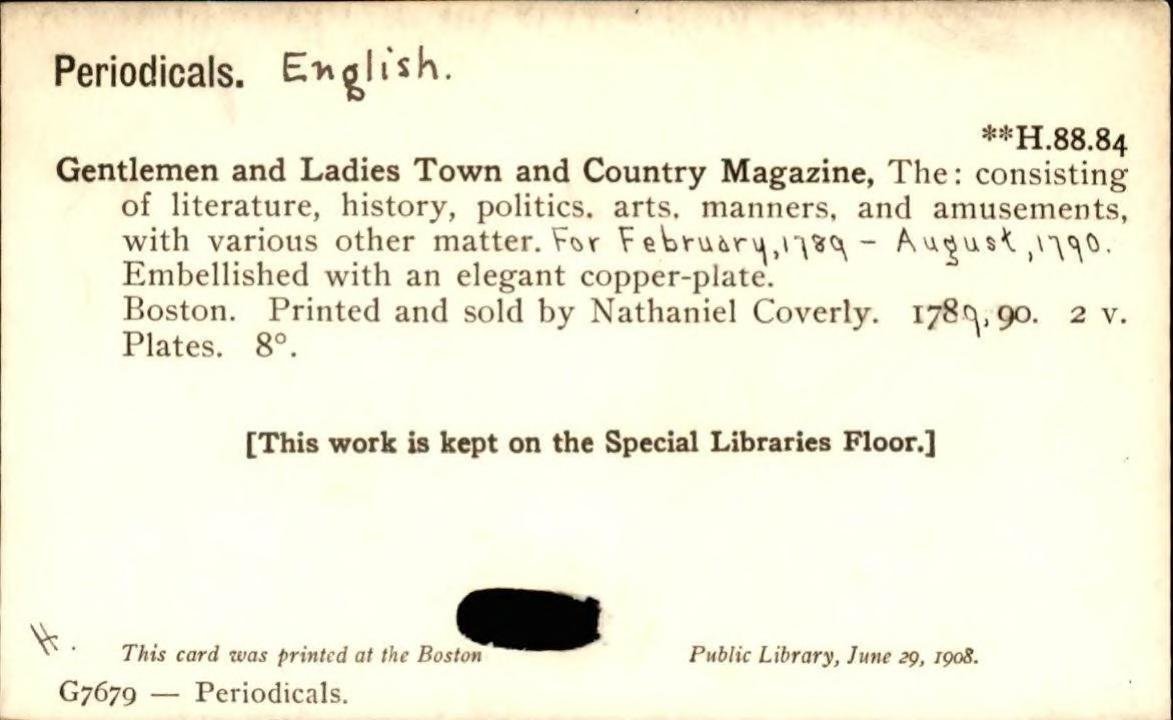 Periodicals. English.
**H.88.84
Gentlemen and Ladies Town and Country Magazine, The: consisting
of literature, history, politics. arts. manners, and amusements,
with various other matter. For February, 1789 - August, 1790.
Embellished with an elegant copper-plate.
Boston. Printed and sold by Nathaniel Coverly. 1789, 90. 2 v.
Plates. 8°.
[This work is kept on the Special Libraries Floor.]
H.
This card was printed at the Boston Public Library, June 29, 1908.
G7679 — Periodicals.